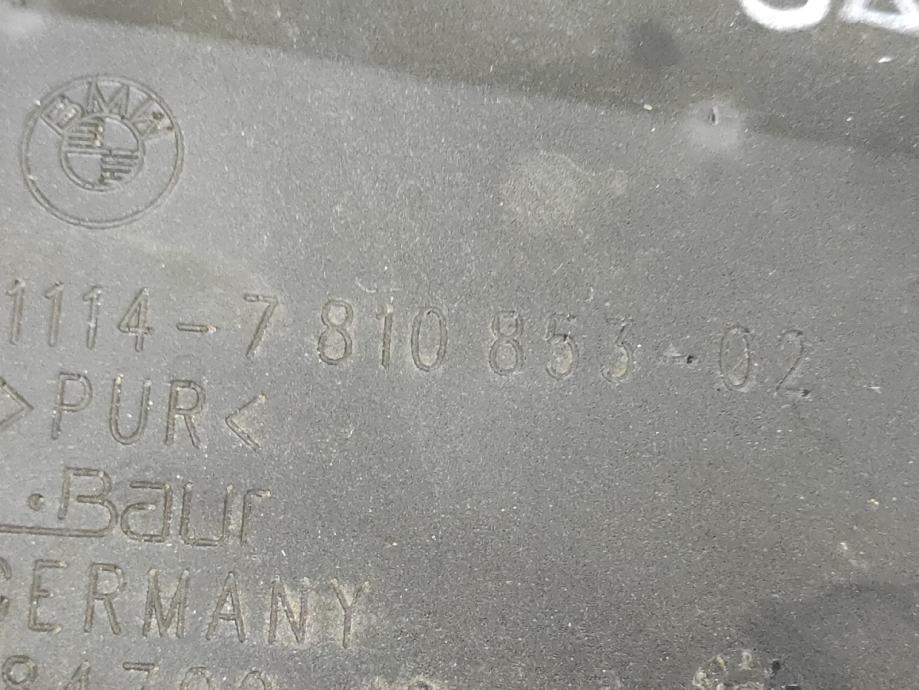 BMW
1114-7 810 853-02
>PUR<
.Baur
GERMANY